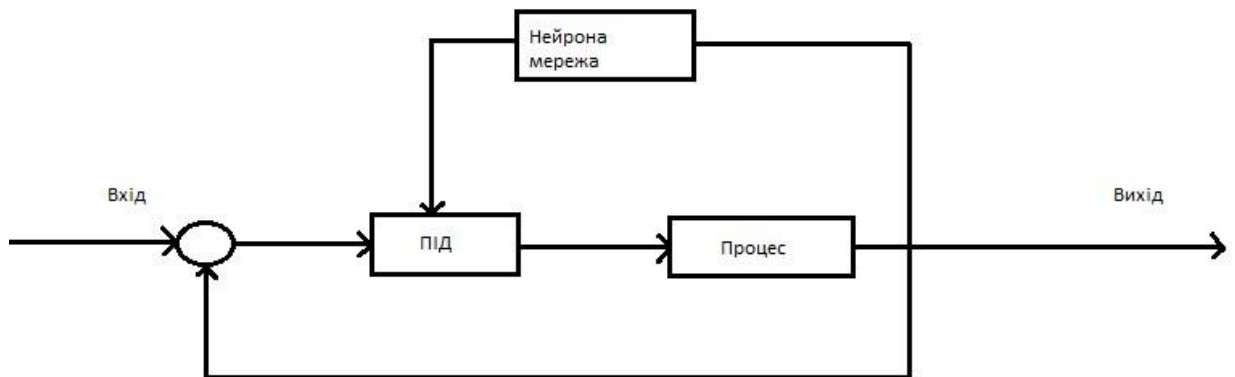 Нейрона
мережа
Вхід
Вихід
ПІД
Процес